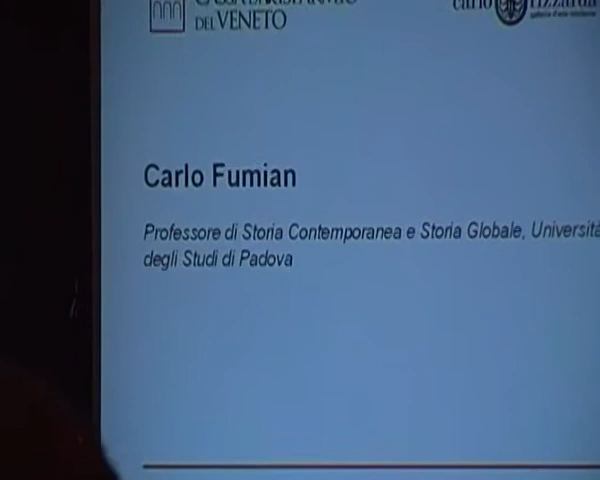 DEL VENETO
Carlo Fumian
Professore di Storia Contemporanea e Storia Globale, Università
degli Studi di Padova